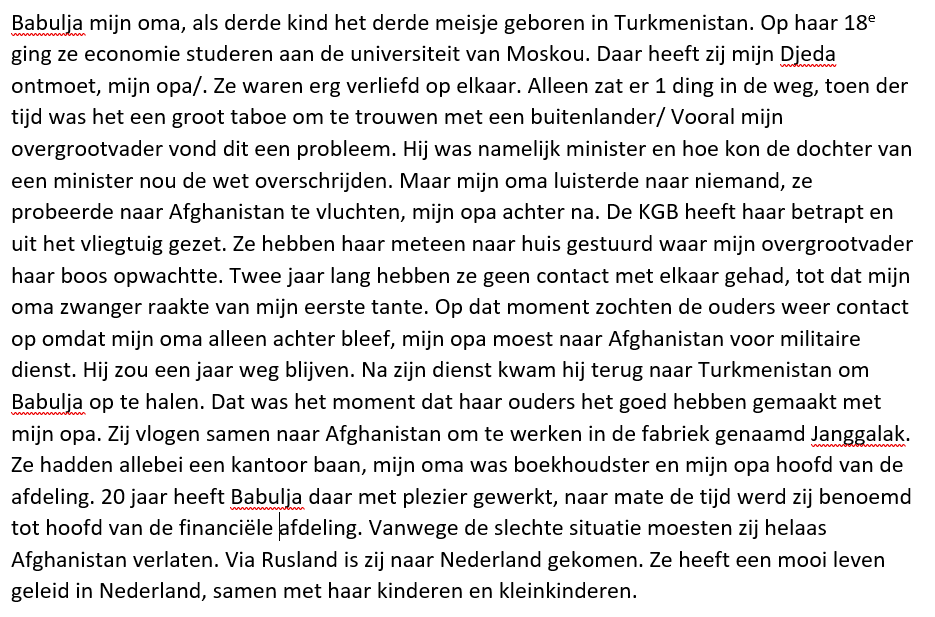 Babulja mijn oma, als derde kind het derde meisje geboren in Turkmenistan. Op haar 18e
ging ze economie studeren aan de universiteit van Moskou. Daar heeft zij mijn Djeda
ontmoet, mijn opa/. Ze waren erg verliefd op elkaar. Alleen zat er 1 ding in de weg, toen der
tijd was het een groot taboe om te trouwen met een buitenlander/ Vooral mijn
overgrootvader vond dit een probleem. Hij was namelijk minister en hoe kon de dochter van
een minister nou de wet overschrijden. Maar mijn oma luisterde naar niemand, ze
probeerde naar Afghanistan te vluchten, mijn opa achter na. De KGB heeft haar betrapt en
uit het vliegtuig gezet. Ze hebben haar meteen naar huis gestuurd waar mijn overgrootvader
haar boos opwachtte. Twee jaar lang hebben ze geen contact met elkaar gehad, tot dat mijn
oma zwanger raakte van mijn eerste tante. Op dat moment zochten de ouders weer contact
op omdat mijn oma alleen achter bleef, mijn opa moest naar Afghanistan voor militaire
dienst. Hij zou een jaar weg blijven. Na zijn dienst kwam hij terug naar Turkmenistan om
Babulja op te halen. Dat was het moment dat haar ouders het goed hebben gemaakt met
mijn opa. Zij vlogen samen naar Afghanistan om te werken in de fabriek genaamd Janggalak.
Ze hadden allebei een kantoor baan, mijn oma was boekhoudster en mijn opa hoofd van de
afdeling. 20 jaar heeft Babulja daar met plezier gewerkt, naar mate de tijd werd zij benoemd
tot hoofd van de financiële afdeling. Vanwege de slechte situatie moesten zij helaas
Afghanistan verlaten. Via Rusland is zij naar Nederland gekomen. Ze heeft een mooi leven
geleid in Nederland, samen met haar kinderen en kleinkinderen.